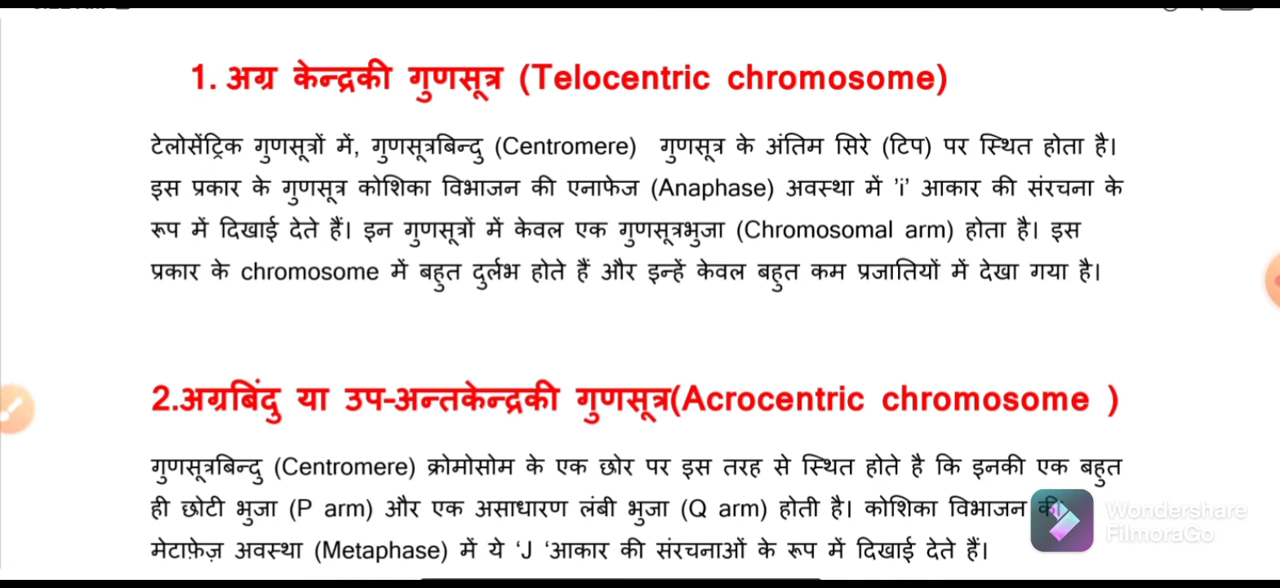 1. अग्र केन्द्रकी गुणसूत्र (Telocentric chromosome)
टेलोसेंट्रिक गुणसूत्रों में, गुणसूत्रबिन्दु (Centromere) गुणसूत्र के अंतिम सिरे (टिप) पर स्थित होता है।
इस प्रकार के गुणसूत्र कोशिका विभाजन की एनाफेज (Anaphase) अवस्था में 'i' आकार की संरचना के
रूप में दिखाई देते हैं। इन गुणसूत्रों में केवल एक गुणसूत्रभुजा (Chromosomal arm) होता है। इस
प्रकार के chromosome में बहुत दुर्लभ होते हैं और इन्हें केवल बहुत कम प्रजातियों में देखा गया है।
2.अग्रबिंदु या उप-अन्तकेन्द्रकी गुणसूत्र(Acrocentric chromosome )
गुणसूत्रबिन्दु (Centromere) क्रोमोसोम के एक छोर पर इस तरह से स्थित होते है कि इनकी एक बहुत
ही छोटी भुजा (P arm) और एक असाधारण लंबी भुजा (Q arm) होती है। कोशिका विभाजन की
मेटाफ़ेज़ अवस्था (Metaphase) में ये 'J 'आकार की संरचनाओं के रूप में दिखाई देते हैं।
Wondershare
FilmoraGo